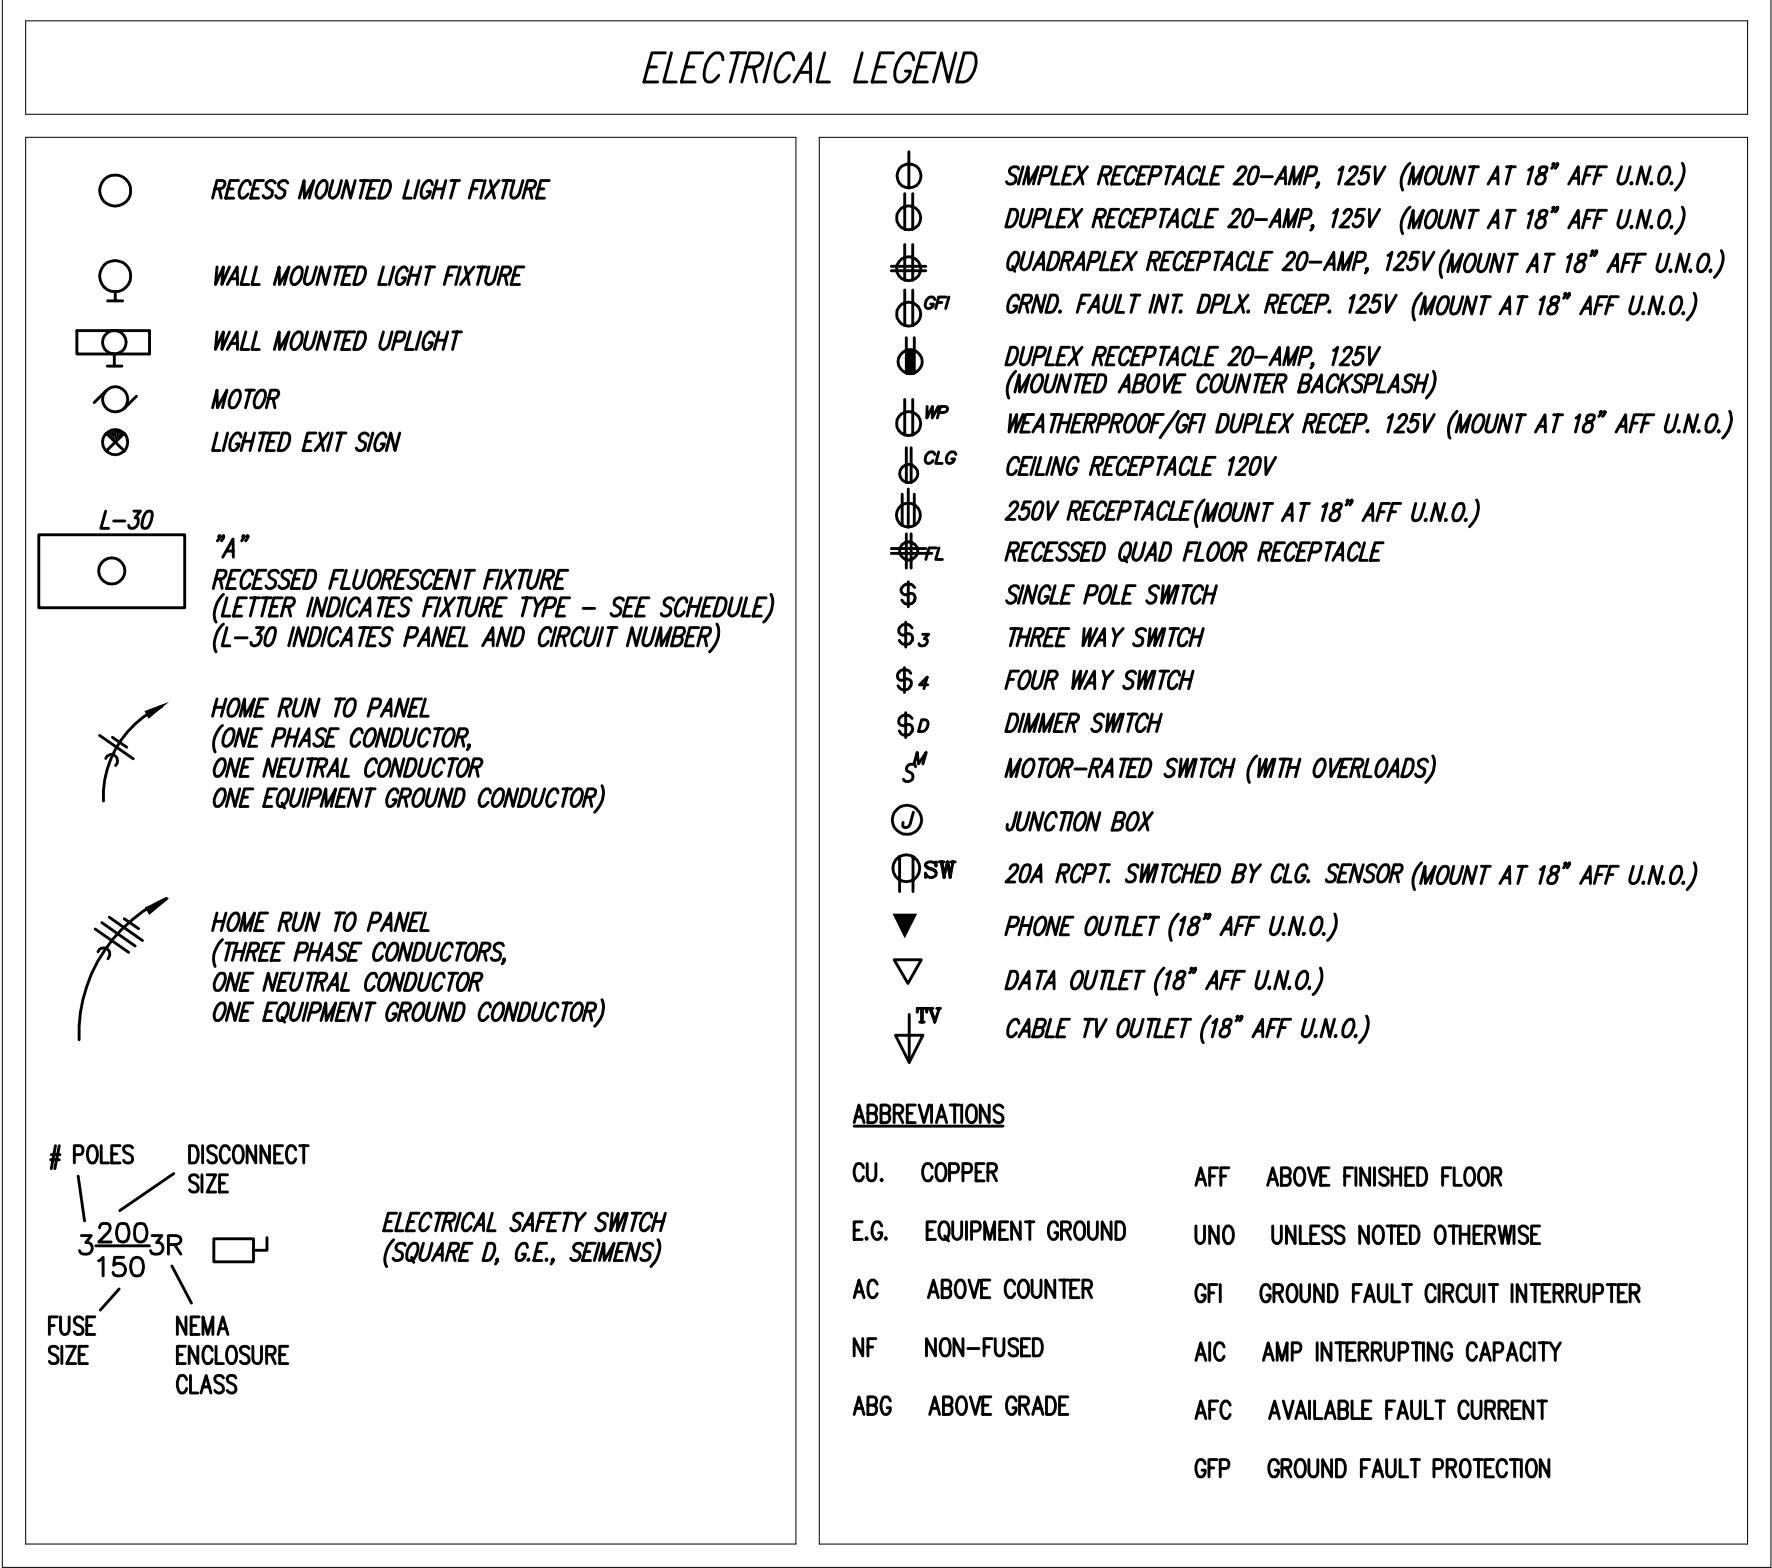 ELECTRICAL LEGEND
RECESS MOUNTED LIGHT FIXTURE
WALL MOUNTED LIGHT FIXTURE
WALL MOUNTED UPLIGHT
MOTOR
LIGHTED EXIT SIGN
L-30
"A"
RECESSED FLUORESCENT FIXTURE
(LETTER INDICATES FIXTURE TYPE - SEE SCHEDULE)
(L-30 INDICATES PANEL AND CIRCUIT NUMBER)
HOME RUN TO PANEL
(ONE PHASE CONDUCTOR,
ONE NEUTRAL CONDUCTOR
ONE EQUIPMENT GROUND CONDUCTOR)
HOME RUN TO PANEL
(THREE PHASE CONDUCTORS,
ONE NEUTRAL CONDUCTOR
ONE EQUIPMENT GROUND CONDUCTOR)
# POLES
DISCONNECT
SIZE
3 200 3R
150
FUSE
SIZE
NEMA
ENCLOSURE
CLASS
ELECTRICAL SAFETY SWITCH
(SQUARE D, G.E., SEIMENS)
SIMPLEX RECEPTACLE 20-AMP, 125V (MOUNT AT 18" AFF U.N.O.)
DUPLEX RECEPTACLE 20-AMP, 125V (MOUNT AT 18" AFF U.N.O.)
QUADRAPLEX RECEPTACLE 20-AMP, 125V (MOUNT AT 18" AFF U.N.O.)
GFI GRND. FAULT INT. DPLX. RECEP. 125V (MOUNT AT 18" AFF U.N.O.)
DUPLEX RECEPTACLE 20-AMP, 125V
(MOUNTED ABOVE COUNTER BACKSPLASH)
WP WEATHERPROOF/GFI DUPLEX RECEP. 125V (MOUNT AT 18" AFF U.N.O.)
CLG CEILING RECEPTACLE 120V
250V RECEPTACLE(MOUNT AT 18" AFF U.N.O.)
FL RECESSED QUAD FLOOR RECEPTACLE
$ SINGLE POLE SWITCH
$3 THREE WAY SWITCH
$4 FOUR WAY SWITCH
$D DIMMER SWITCH
SM MOTOR-RATED SWITCH (WITH OVERLOADS)
J JUNCTION BOX
SW 20A RCPT. SWITCHED BY CLG. SENSOR (MOUNT AT 18" AFF U.N.O.)
PHONE OUTLET (18" AFF U.N.O.)
DATA OUTLET (18" AFF U.N.O.)
TV CABLE TV OUTLET (18" AFF U.N.O.)
ABBREVIATIONS
CU. COPPER
E.G. EQUIPMENT GROUND
AC ABOVE COUNTER
NF NON-FUSED
ABG ABOVE GRADE
AFF ABOVE FINISHED FLOOR
UNO UNLESS NOTED OTHERWISE
GFI GROUND FAULT CIRCUIT INTERRUPTER
AIC AMP INTERRUPTING CAPACITY
AFC AVAILABLE FAULT CURRENT
GFP GROUND FAULT PROTECTION